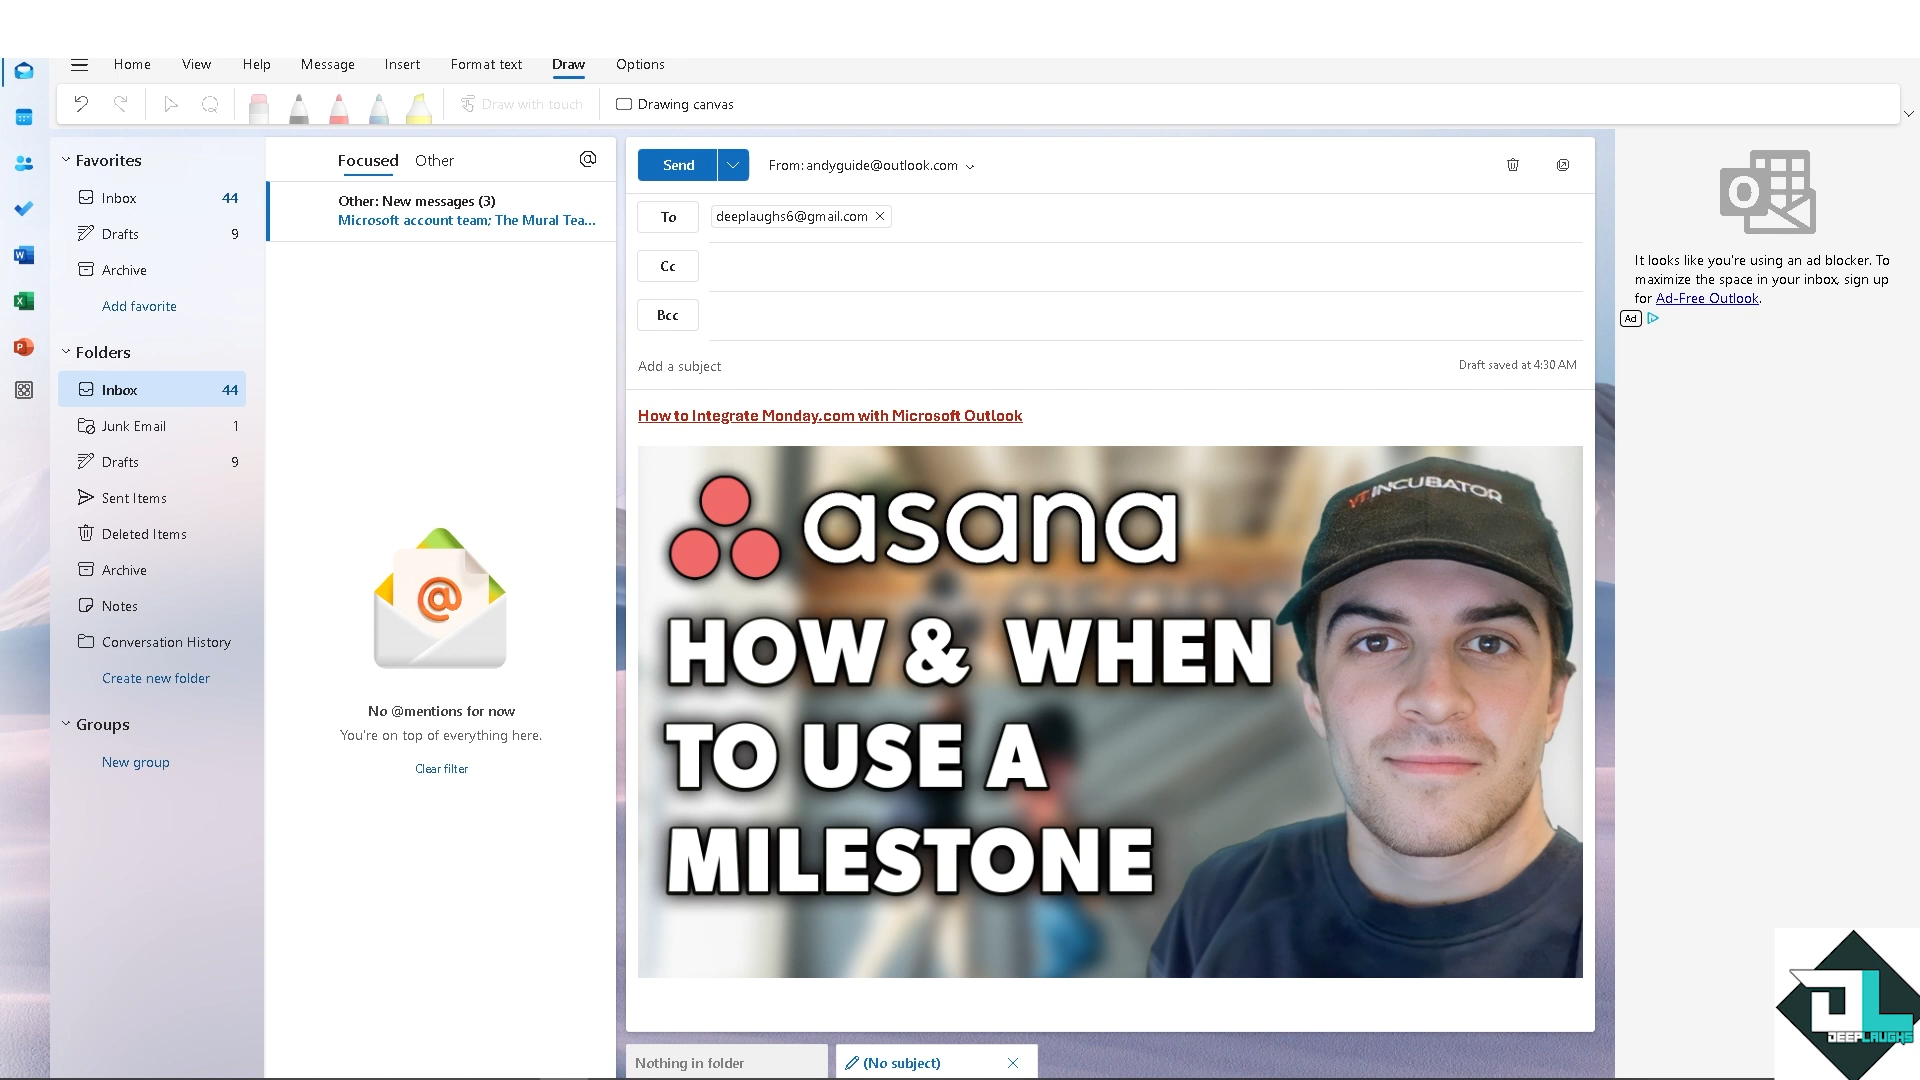 Home View Help Message Insert Format text Draw Options
Draw with touch Drawing canvas
Favorites
Inbox 44
Drafts 9
Archive
Add favorite
Folders
Inbox 44
Junk Email 1
Drafts 9
Sent Items
Deleted Items
Archive
Notes
Conversation History
Create new folder
Groups
New group
Focused Other
Other: New messages (3)
Microsoft account team; The Mural Tea...
@
No @mentions for now
You're on top of everything here.
Clear filter
Send From: andyguide@outlook.com
To deeplaughs6@gmail.com
Cc
Bcc
Add a subject Draft saved at 4:30 AM
How to Integrate Monday.com with Microsoft Outlook
asana
HOW & WHEN
TO USE A
MILESTONE
YTINCUBATOR
Nothing in folder (No subject)
It looks like you're using an ad blocker. To
maximize the space in your inbox, sign up
for Ad-Free Outlook.
Ad
DEEPLAUGHS